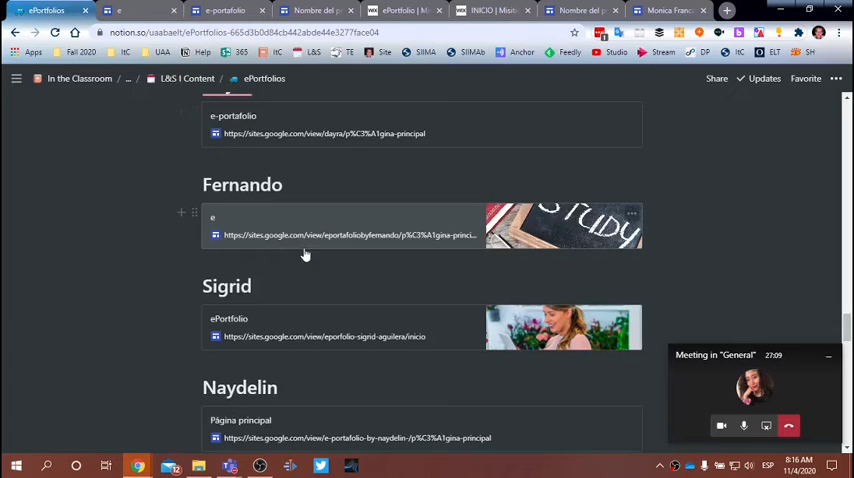 ePortfolios
e
e-portafolio
Nombre del pr
ePortfolio | Mi
INICIO | Misib
Nombre del p
Monica Franc
notion.so/uaabaelt/ePortfolios-665d3b0d84cb442abde44e3277face04
Apps
Fall 2020
ItC
UAA
Help
365
ItC
L&S
TE
Site
SIIMA
SIIMAb
Anchor
Feedly
Studio
Stream
DP
ItC
ELT
SH
In the Classroom / ... / L&S I Content / ePortfolios
Share
Updates
Favorite
e-portafolio
https://sites.google.com/view/dayra/p%C3%A1gina-principal
Fernando
e
https://sites.google.com/view/eportafoliobyfernando/p%C3%A1gina-princi...
STUDY
Sigrid
ePortfolio
https://sites.google.com/view/eporfolio-sigrid-aguilera/inicio
Naydelin
Página principal
https://sites.google.com/view/e-portafolio-by-naydelin-/p%C3%A1gina-principal
Meeting in "General" 27:09
12
ESP
8:16 AM
11/4/2020